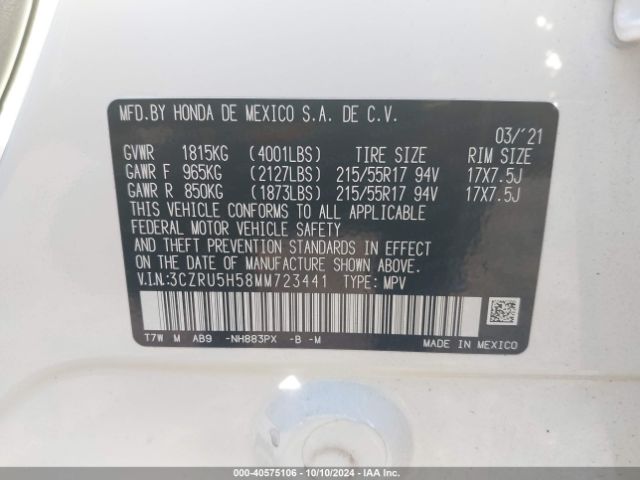 MFD.BY HONDA DE MEXICO S.A. DE C.V.
03/'21
GVWR 1815KG (4001LBS) TIRE SIZE RIM SIZE
GAWR F 965KG (2127LBS) 215/55R17 94V 17X7.5J
GAWR R 850KG (1873LBS) 215/55R17 94V 17X7.5J
THIS VEHICLE CONFORMS TO ALL APPLICABLE
FEDERAL MOTOR VEHICLE SAFETY
AND THEFT PREVENTION STANDARDS IN EFFECT
ON THE DATE OF MANUFACTURE SHOWN ABOVE.
V.I.N:3CZRU5H58MM723441 TYPE: MPV
T7W M AB9 -NH883PX -B -M MADE IN MEXICO
000-40575106 - 10/10/2024 - IAA Inc.